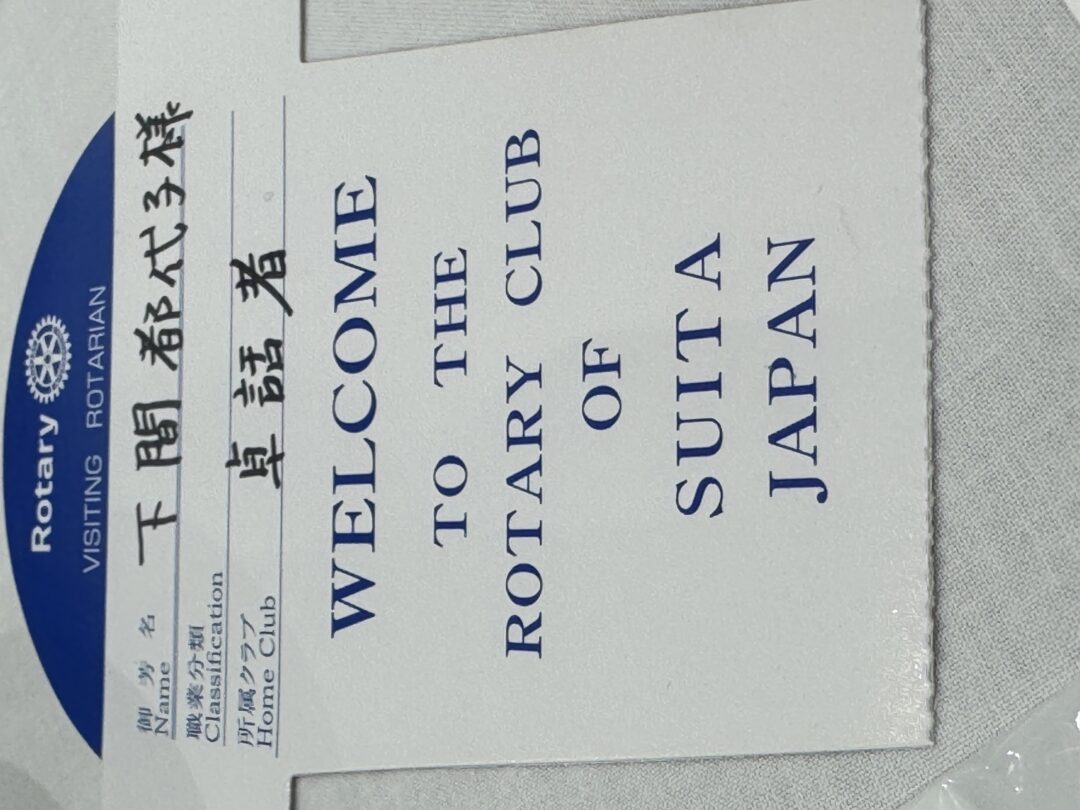 Rotary
VISITING ROTARIAN
御芳名
Name 下間都代子様
職業分類
Classification
所属クラブ
Home Club 卓話者
WELCOME
TO THE
ROTARY CLUB
OF
SUITA
JAPAN